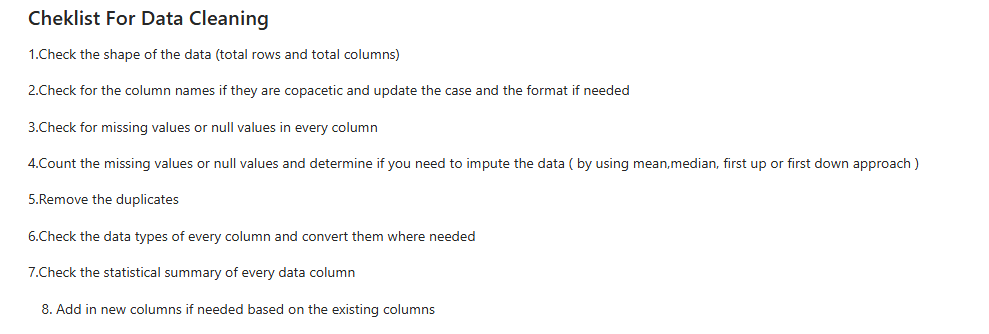 Cheklist For Data Cleaning
1.Check the shape of the data (total rows and total columns)
2.Check for the column names if they are copacetic and update the case and the format if needed
3.Check for missing values or null values in every column
4.Count the missing values or null values and determine if you need to impute the data ( by using mean,median, first up or first down approach )
5.Remove the duplicates
6.Check the data types of every column and convert them where needed
7.Check the statistical summary of every data column
8. Add in new columns if needed based on the existing columns